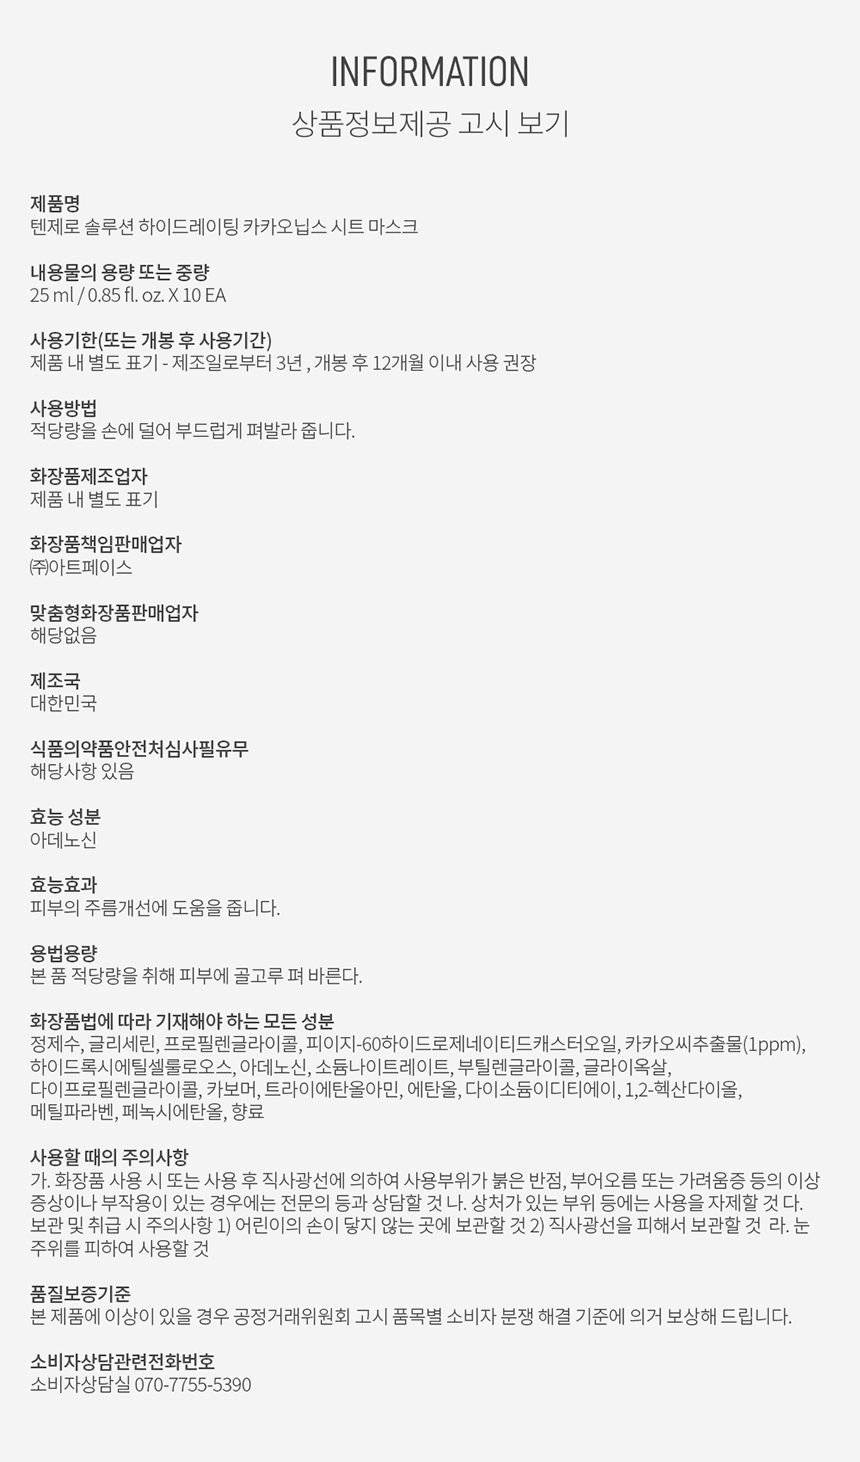 INFORMATION
상품정보제공 고시 보기
제품명
텐제로 솔루션 하이드레이팅 카카오닙스 시트 마스크
내용물의 용량 또는 중량
25 ml / 0.85 fl. oz. X 10 EA
사용기한(또는 개봉 후 사용기간)
제품 내 별도 표기 - 제조일로부터 3년 , 개봉 후 12개월 이내 사용 권장
사용방법
적당량을 손에 덜어 부드럽게 펴발라 줍니다.
화장품제조업자
제품 내 별도 표기
화장품책임판매업자
㈜아트페이스
맞춤형화장품판매업자
해당없음
제조국
대한민국
식품의약품안전처심사필유무
해당사항 있음
효능 성분
아데노신
효능효과
피부의 주름개선에 도움을 줍니다.
용법용량
본 품 적당량을 취해 피부에 골고루 펴 바른다.
화장품법에 따라 기재해야 하는 모든 성분
정제수, 글리세린, 프로필렌글라이콜, 피이지-60하이드로제네이티드캐스터오일, 카카오씨추출물(1ppm),
하이드록시에틸셀룰로오스, 아데노신, 소듐나이트레이트, 부틸렌글라이콜, 글라이옥살,
다이프로필렌글라이콜, 카보머, 트라이에탄올아민, 에탄올, 다이소듐이디티에이, 1,2-헥산다이올,
메틸파라벤, 페녹시에탄올, 향료
사용할 때의 주의사항
가. 화장품 사용 시 또는 사용 후 직사광선에 의하여 사용부위가 붉은 반점, 부어오름 또는 가려움증 등의 이상
증상이나 부작용이 있는 경우에는 전문의 등과 상담할 것 나. 상처가 있는 부위 등에는 사용을 자제할 것 다.
보관 및 취급 시 주의사항 1) 어린이의 손이 닿지 않는 곳에 보관할 것 2) 직사광선을 피해서 보관할 것 라. 눈
주위를 피하여 사용할 것
품질보증기준
본 제품에 이상이 있을 경우 공정거래위원회 고시 품목별 소비자 분쟁 해결 기준에 의거 보상해 드립니다.
소비자상담관련전화번호
소비자상담실 070-7755-5390